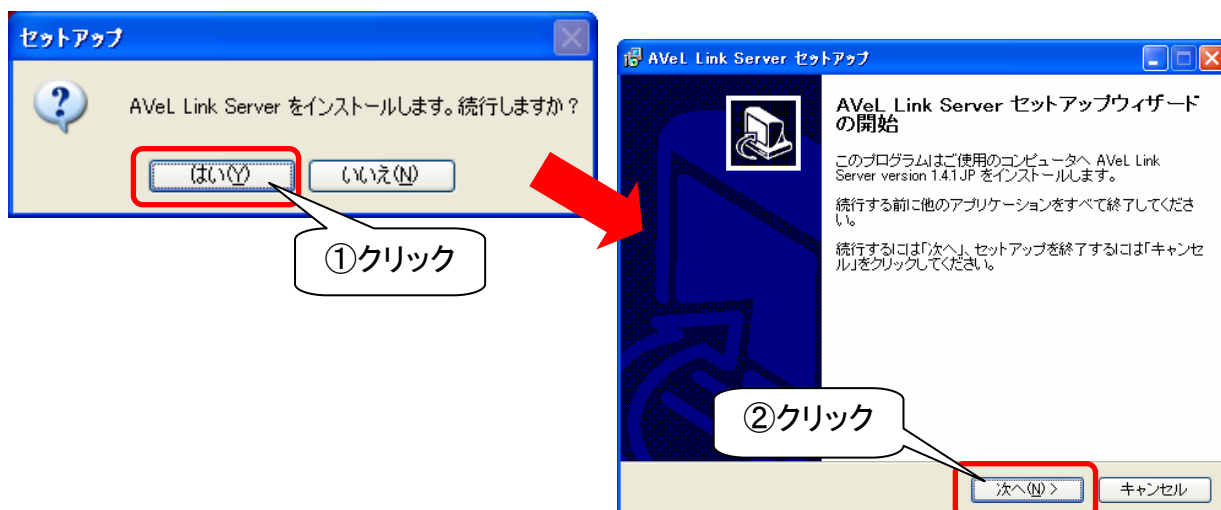 セットアップ
AVeL Link Server をインストールします。続行しますか？
はい(Y)
いいえ(N)
①クリック
AVeL Link Server セットアップ
AVeL Link Server セットアップウィザード
の開始
このプログラムはご使用のコンピュータへ AVeL Link
Server version 1.4.1 JP をインストールします。
続行する前に他のアプリケーションをすべて終了してくださ
い。
続行するには「次へ」、セットアップを終了するには「キャンセ
ル」をクリックしてください。
②クリック
次へ(N) >
キャンセル